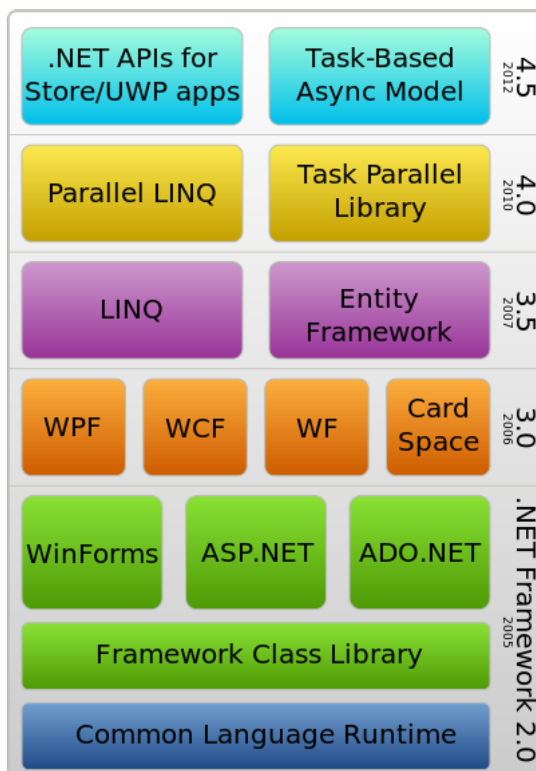 .NET APIs for
Store/UWP apps
Task-Based
Async Model
4.5
2012
Parallel LINQ
Task Parallel
Library
4.0
2010
LINQ
Entity
Framework
3.5
2007
WPF
WCF
WF
Card
Space
3.0
2006
WinForms
ASP.NET
ADO.NET
Framework Class Library
Common Language Runtime
.NET Framework 2.0
2005